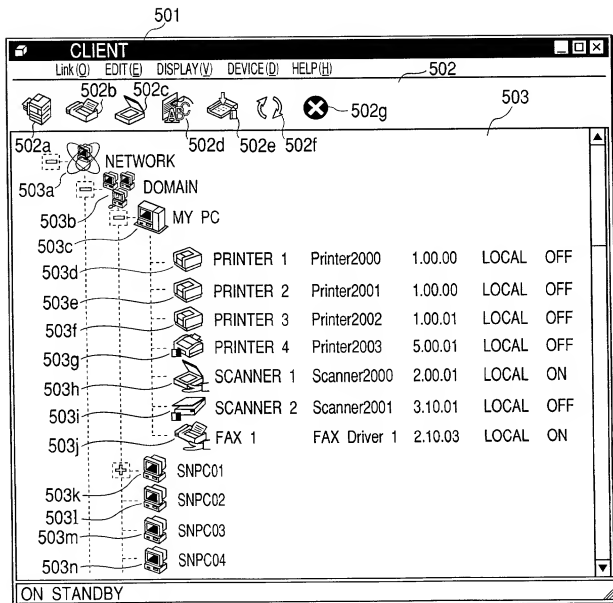 501
CLIENT
Link(O) EDIT(E) DISPLAY(V) DEVICE(D) HELP(H)
502
502b
502c
ABC
502g
503
502a
502d
502e
502f
NETWORK
503a
DOMAIN
503b
MY PC
503c
PRINTER 1 Printer2000 1.00.00 LOCAL OFF
503d
PRINTER 2 Printer2001 1.00.00 LOCAL OFF
503e
PRINTER 3 Printer2002 1.00.01 LOCAL OFF
503f
PRINTER 4 Printer2003 5.00.01 LOCAL OFF
503g
SCANNER 1 Scanner2000 2.00.01 LOCAL ON
503h
SCANNER 2 Scanner2001 3.10.01 LOCAL OFF
503i
FAX 1 FAX Driver 1 2.10.03 LOCAL ON
503j
SNPC01
503k
SNPC02
503l
SNPC03
503m
SNPC04
503n
ON STANDBY